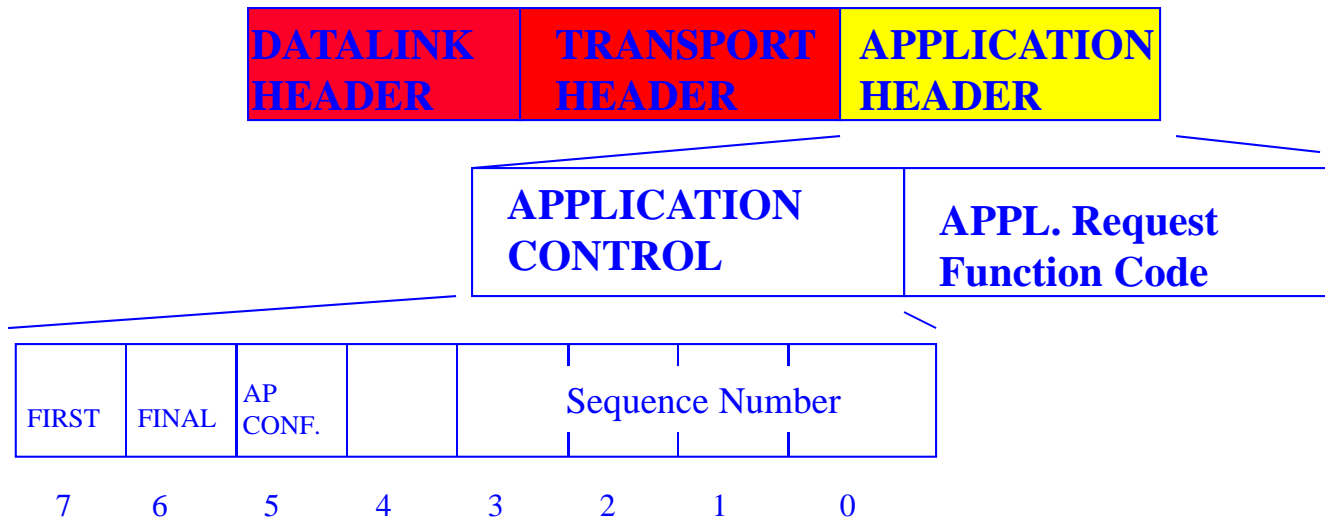 DATALINK HEADER
TRANSPORT HEADER
APPLICATION HEADER
APPLICATION CONTROL
APPL. Request Function Code
FIRST
FINAL
AP CONF.
Sequence Number
7 6 5 4 3 2 1 0